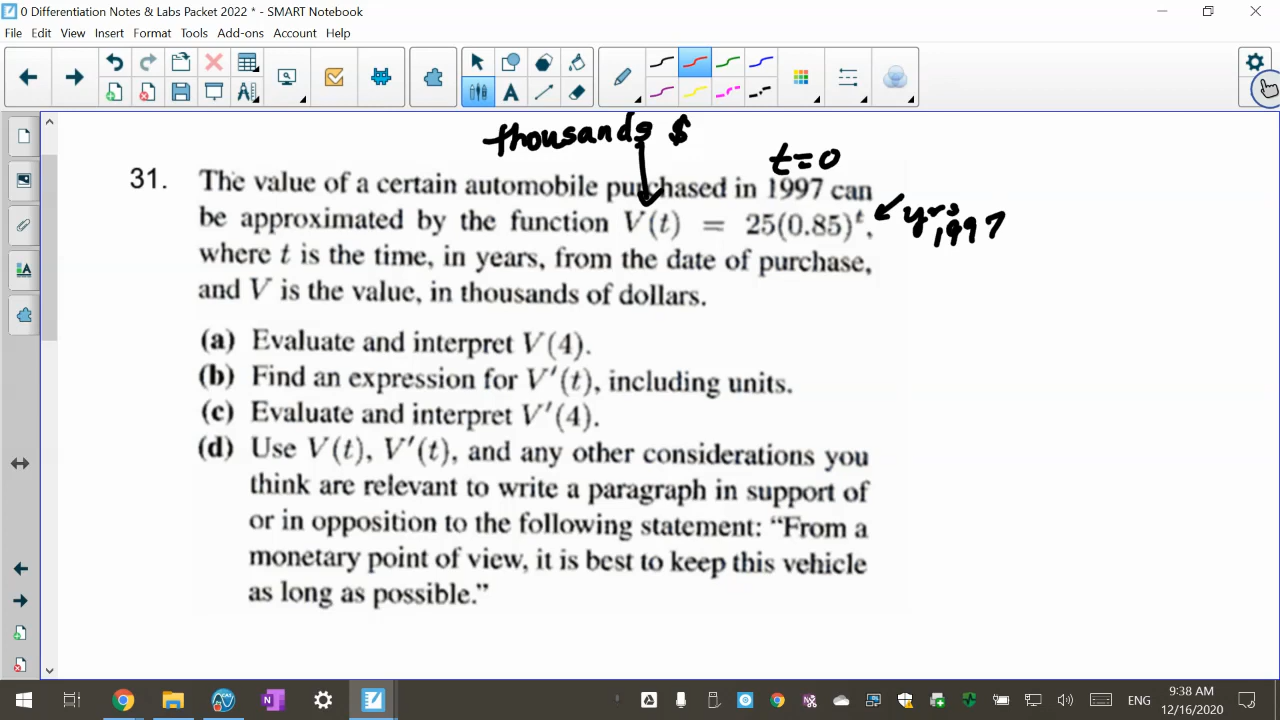 0 Differentiation Notes & Labs Packet 2022 * - SMART Notebook
File Edit View Insert Format Tools Add-ons Account Help
thousands $
t=0
31. The value of a certain automobile purchased in 1997 can
be approximated by the function V(t) = 25(0.85)^t,
yrs
1997
where t is the time, in years, from the date of purchase,
and V is the value, in thousands of dollars.
(a) Evaluate and interpret V(4).
(b) Find an expression for V′(t), including units.
(c) Evaluate and interpret V′(4).
(d) Use V(t), V′(t), and any other considerations you
think are relevant to write a paragraph in support of
or in opposition to the following statement: “From a
monetary point of view, it is best to keep this vehicle
as long as possible.”
ENG
9:38 AM
12/16/2020